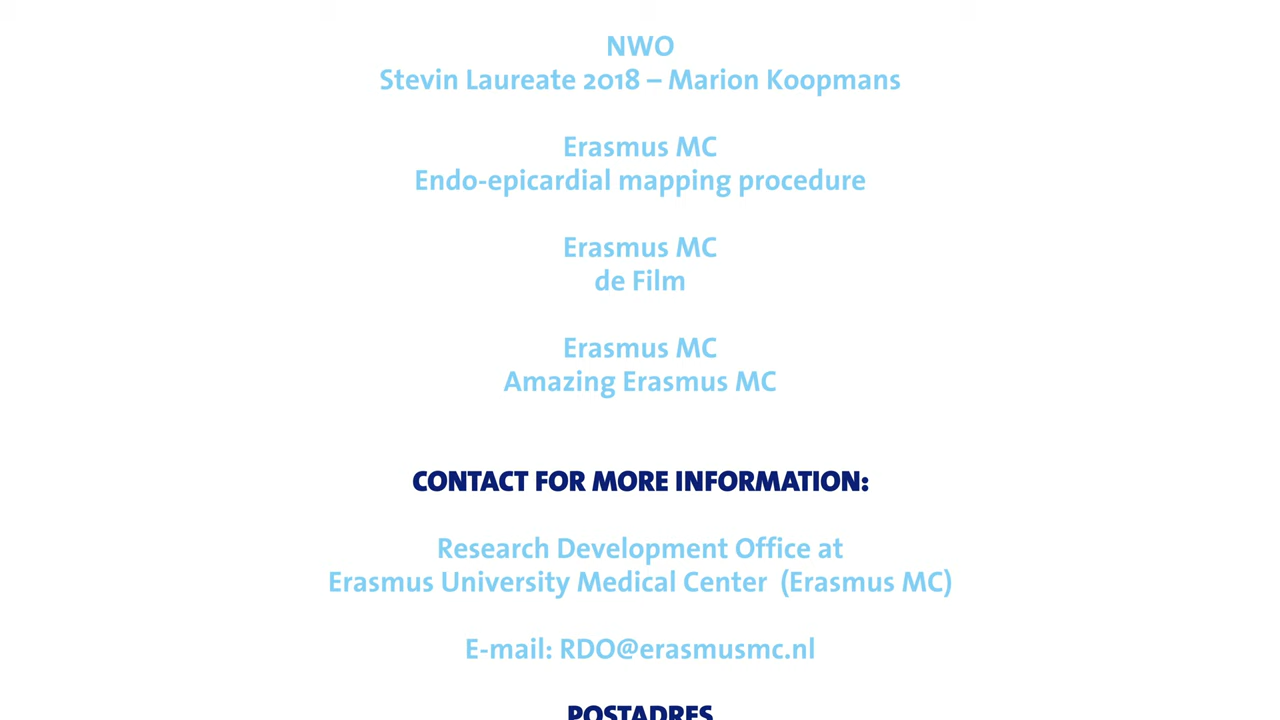 NWO
Stevin Laureate 2018 – Marion Koopmans
Erasmus MC
Endo-epicardial mapping procedure
Erasmus MC
de Film
Erasmus MC
Amazing Erasmus MC
CONTACT FOR MORE INFORMATION:
Research Development Office at
Erasmus University Medical Center (Erasmus MC)
E-mail: RDO@erasmusmc.nl
POSTADRES